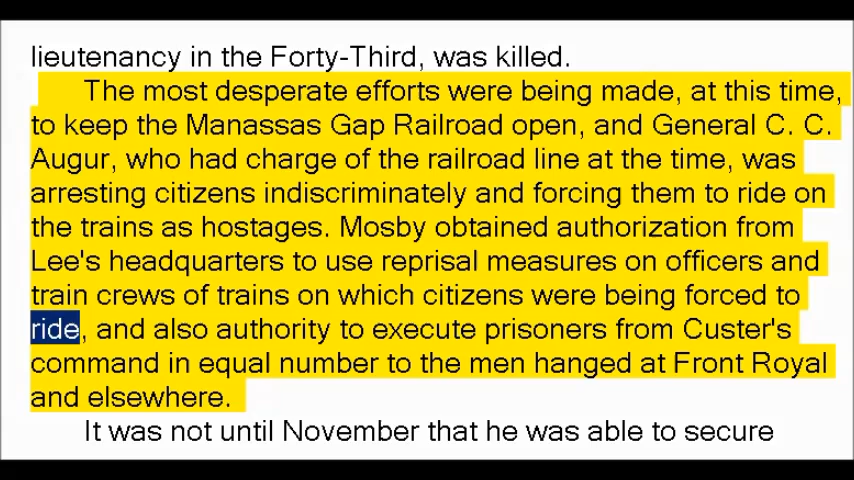 lieutenancy in the Forty-Third, was killed.
The most desperate efforts were being made, at this time,
to keep the Manassas Gap Railroad open, and General C. C.
Augur, who had charge of the railroad line at the time, was
arresting citizens indiscriminately and forcing them to ride on
the trains as hostages. Mosby obtained authorization from
Lee's headquarters to use reprisal measures on officers and
train crews of trains on which citizens were being forced to
ride, and also authority to execute prisoners from Custer's
command in equal number to the men hanged at Front Royal
and elsewhere.
It was not until November that he was able to secure